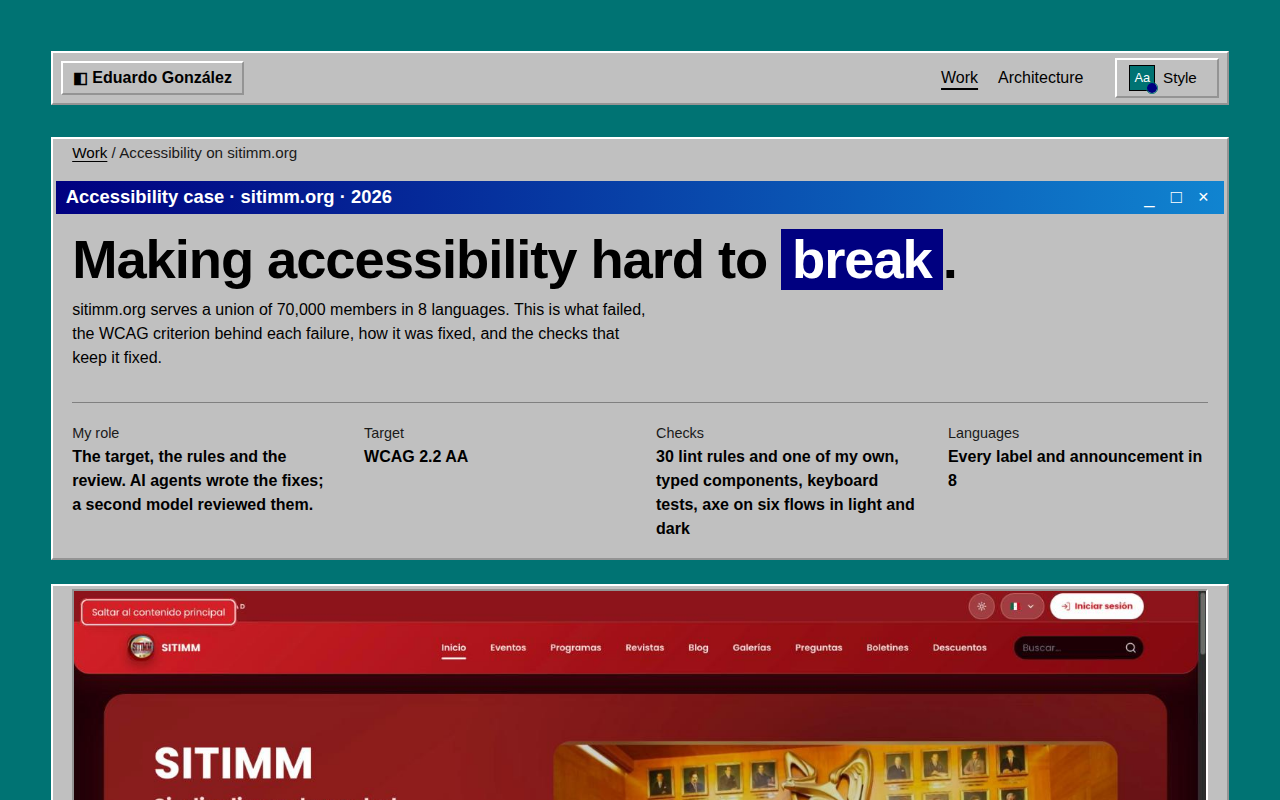 Eduardo González
Work
Architecture
Aa
Style
Work / Accessibility on sitimm.org
Accessibility case · sitimm.org · 2026
Making accessibility hard to break.
sitimm.org serves a union of 70,000 members in 8 languages. This is what failed,
the WCAG criterion behind each failure, how it was fixed, and the checks that
keep it fixed.
My role
The target, the rules and the
review. AI agents wrote the fixes;
a second model reviewed them.
Target
WCAG 2.2 AA
Checks
30 lint rules and one of my own,
typed components, keyboard
tests, axe on six flows in light and
dark
Languages
Every label and announcement in
8
Saltar al contenido principal
Iniciar sesión
SITIMM
Inicio
Eventos
Programas
Revistas
Blog
Galerías
Preguntas
Boletines
Descuentos
Buscar...
SITIMM